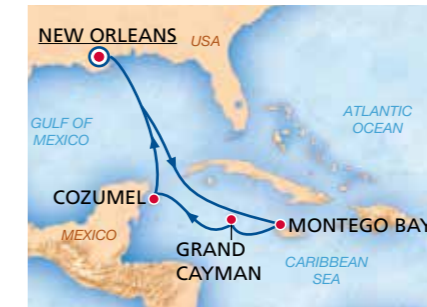 NEW ORLEANS
USA
GULF OF
MEXICO
ATLANTIC
OCEAN
COZUMEL
MEXICO
GRAND
CAYMAN
MONTEGO BAY
CARIBBEAN
SEA